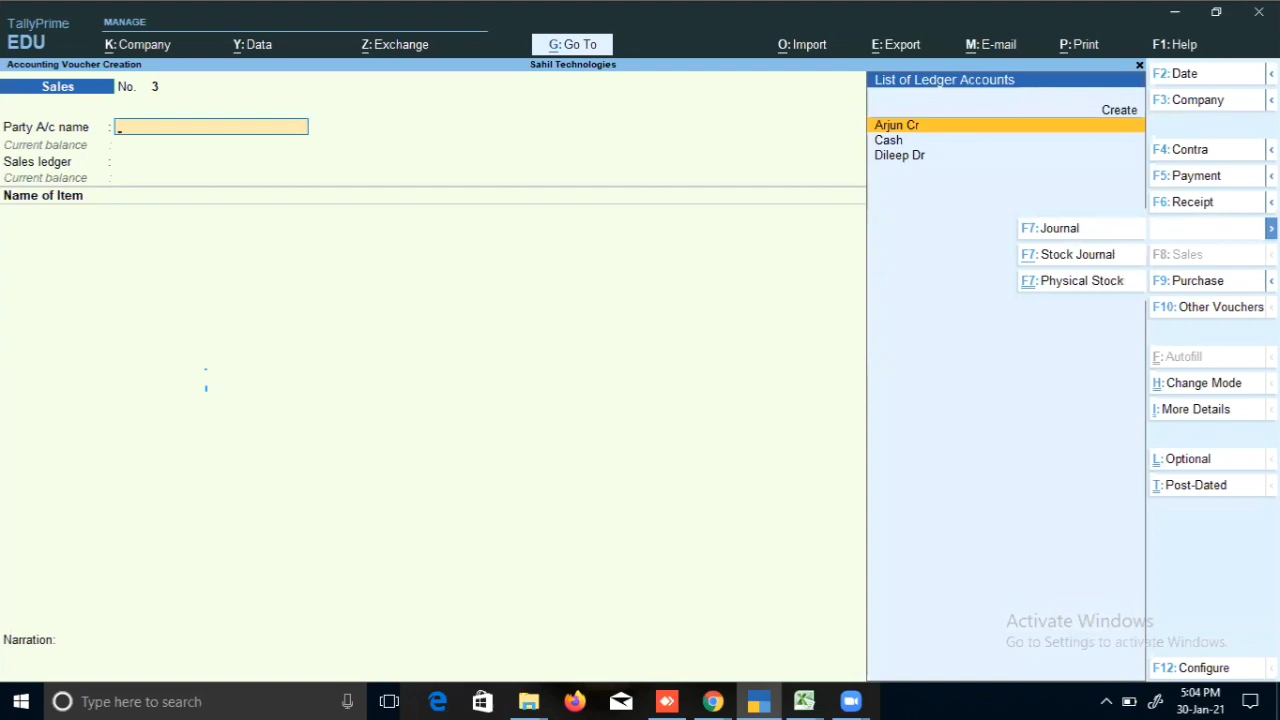 TallyPrime
EDU
MANAGE
K: Company
Y: Data
Z: Exchange
G: Go To
O: Import
E: Export
M: E-mail
P: Print
F1: Help
Accounting Voucher Creation
Sahil Technologies
Sales No. 3
Party A/c name :
Current balance :
Sales ledger :
Current balance :
Name of Item
Narration:
List of Ledger Accounts
Create
Arjun Cr
Cash
Dileep Dr
F7: Journal
F7: Stock Journal
F7: Physical Stock
F2: Date
F3: Company
F4: Contra
F5: Payment
F6: Receipt
F8: Sales
F9: Purchase
F10: Other Vouchers
F: Autofill
H: Change Mode
I: More Details
L: Optional
T: Post-Dated
F12: Configure
Activate Windows
Go to Settings to activate Windows.
Type here to search
5:04 PM
30-Jan-21